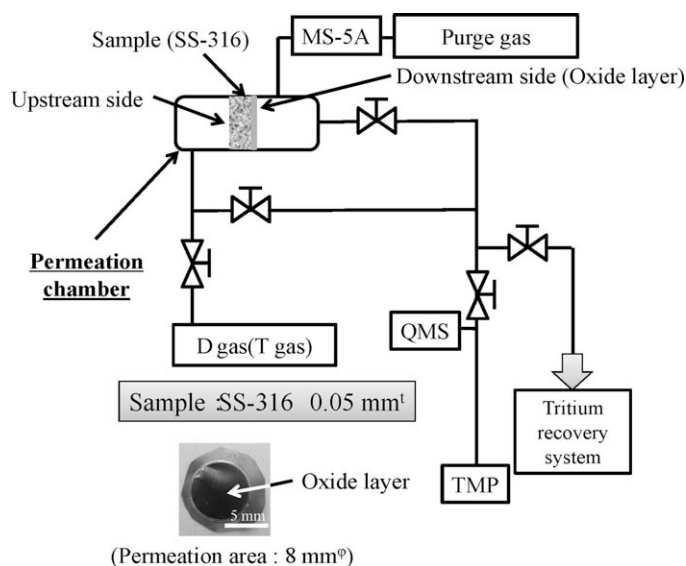 Sample (SS-316)
MS-5A
Purge gas
Downstream side (Oxide layer)
Upstream side
Permeation
chamber
D gas(T gas)
QMS
Sample :SS-316 0.05 mmᵗ
Tritium
recovery
system
Oxide layer
5 mm
TMP
(Permeation area : 8 mmᵠ)